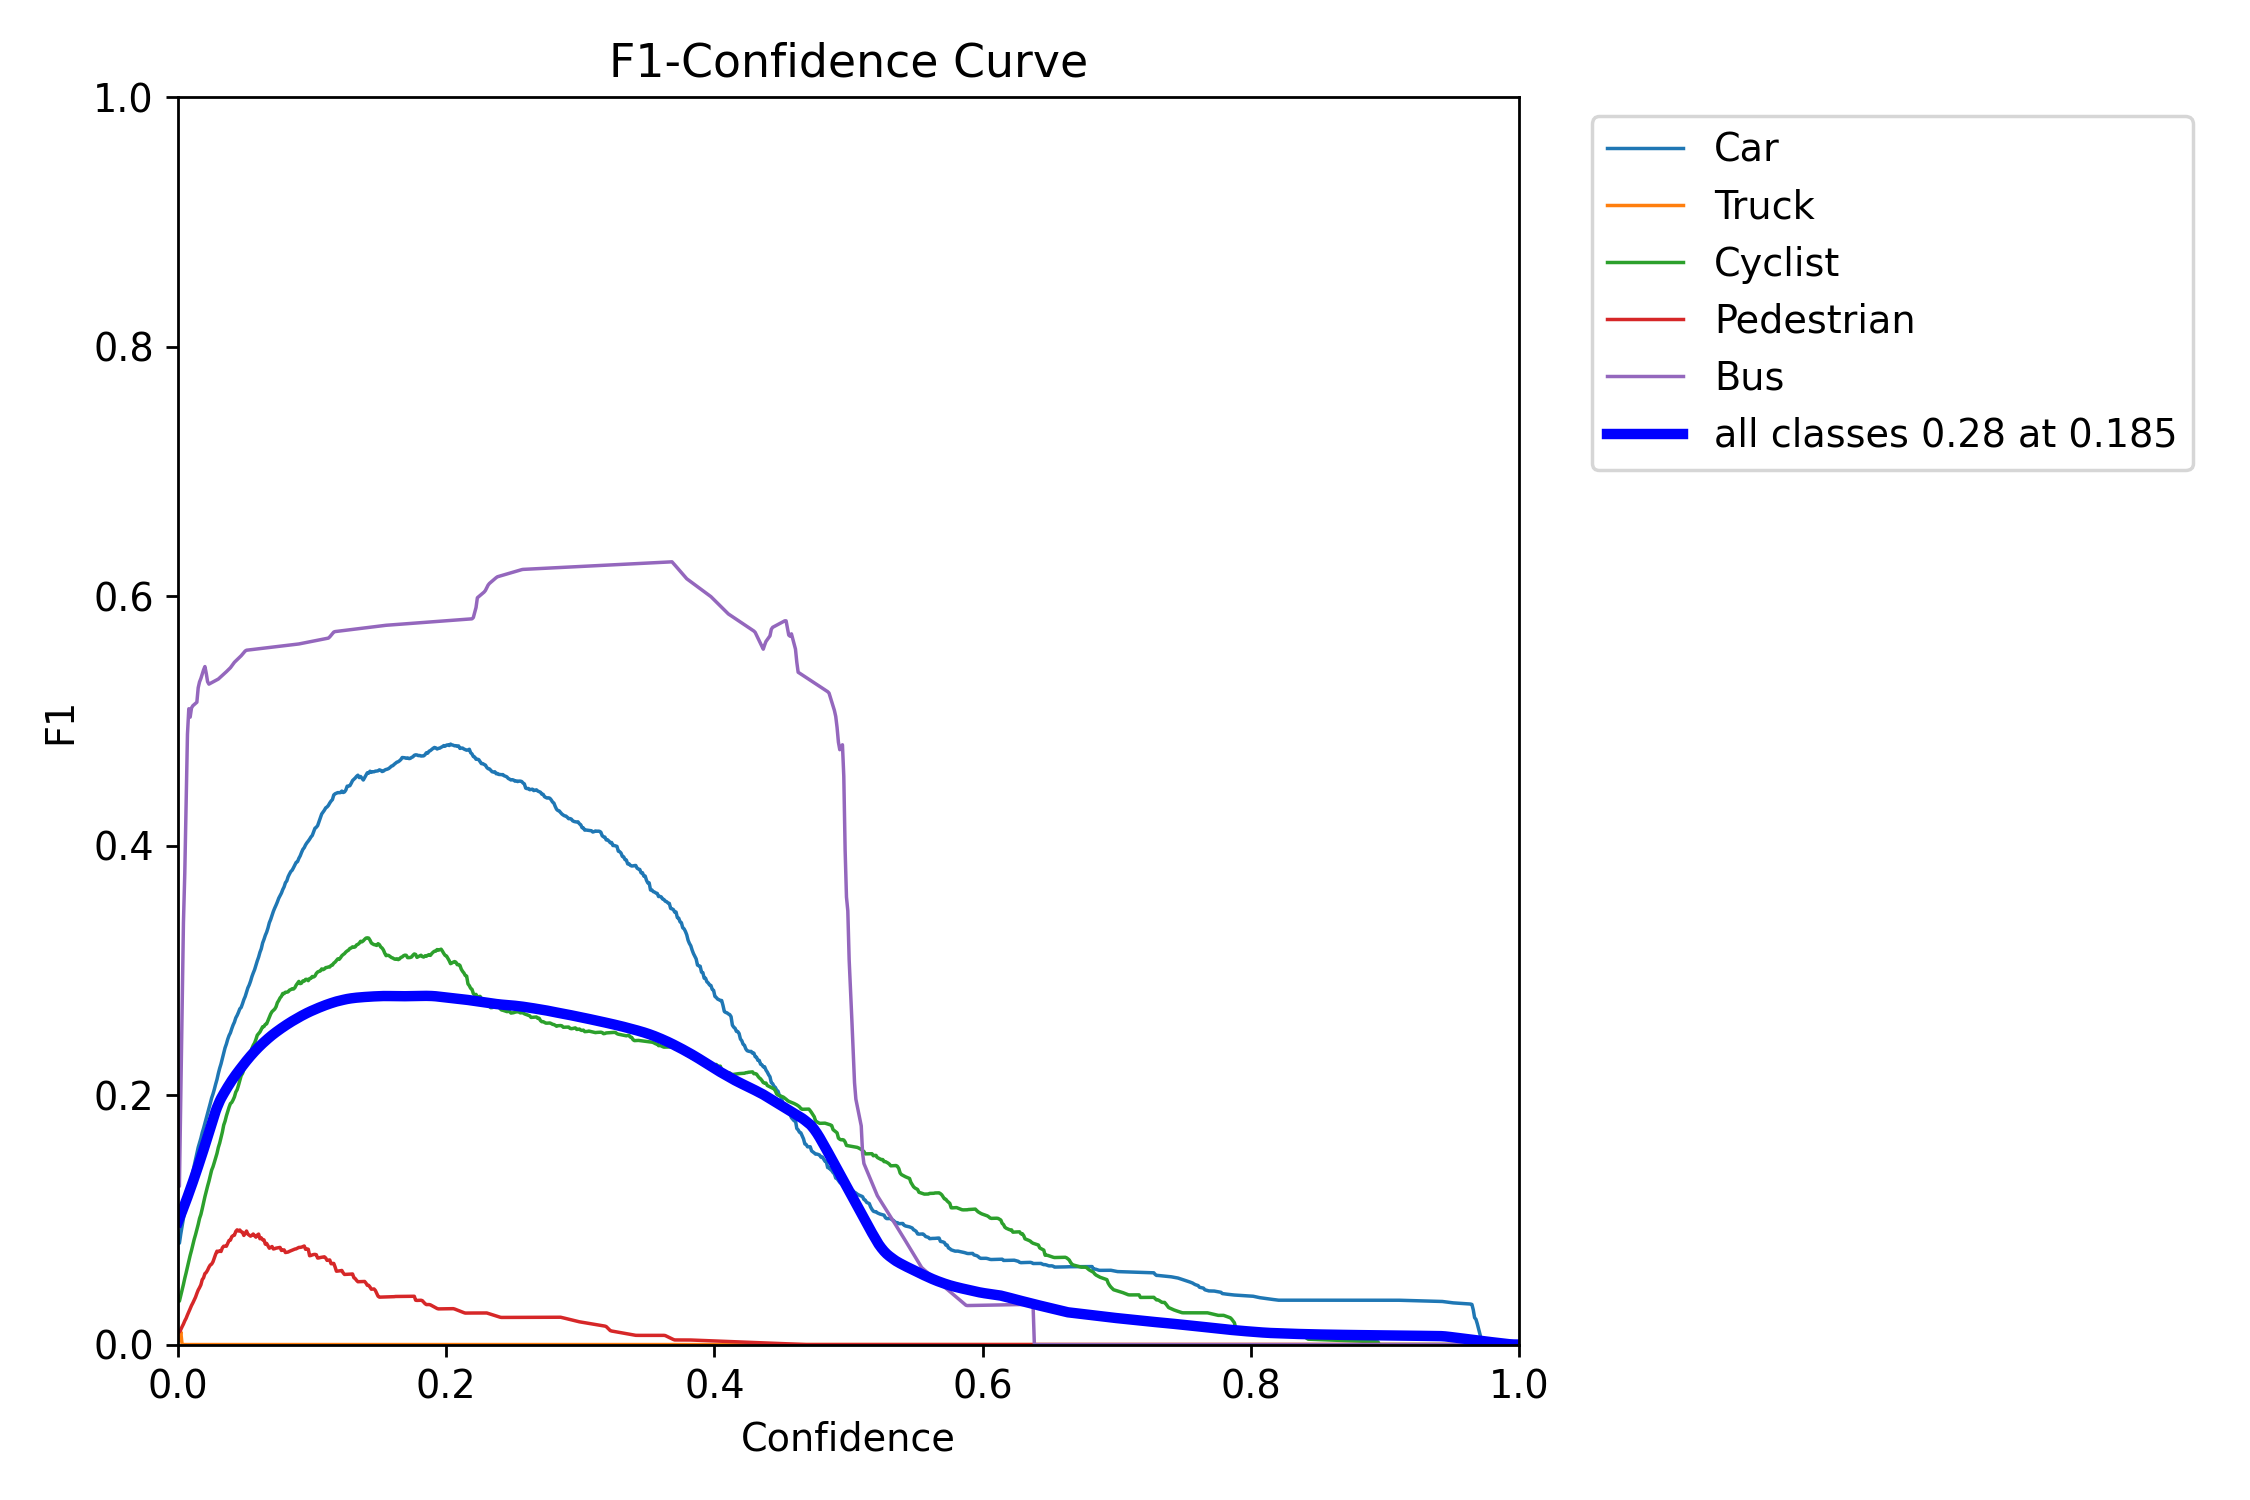 F1-Confidence Curve
1.0
0.8
0.6
0.4
0.2
0.0
F1
0.0 0.2 0.4 0.6 0.8 1.0
Confidence
Car
Truck
Cyclist
Pedestrian
Bus
all classes 0.28 at 0.185